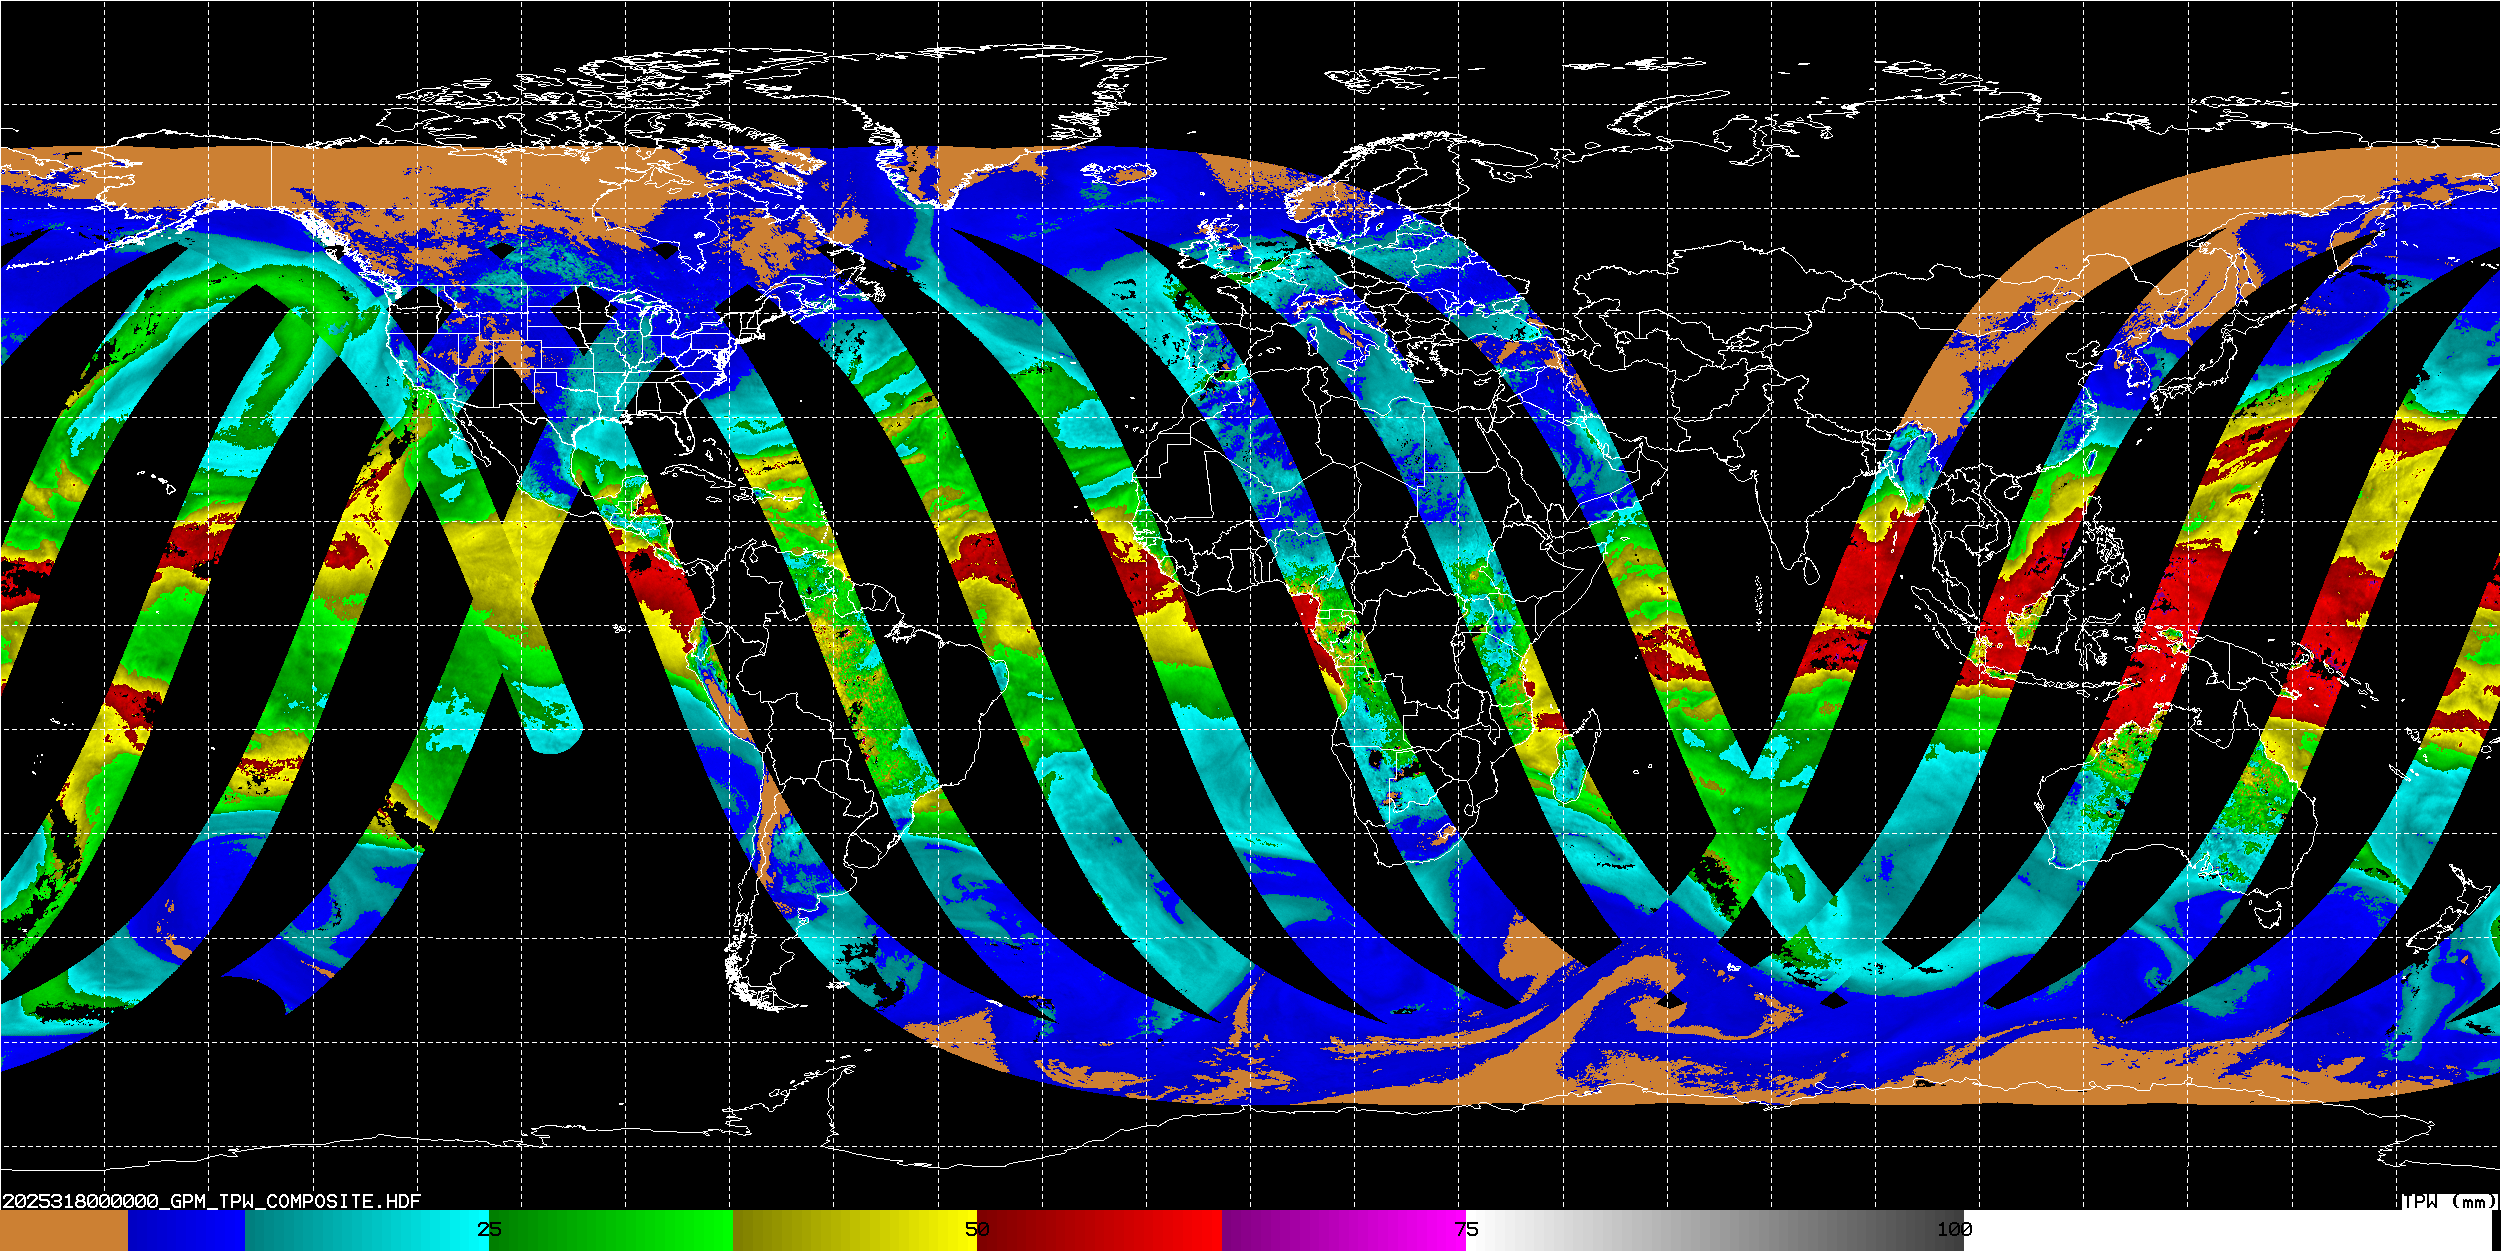 2025318000000_GPM_TPW_COMPOSITE.HDF
TPW (mm)
25 50 75 100